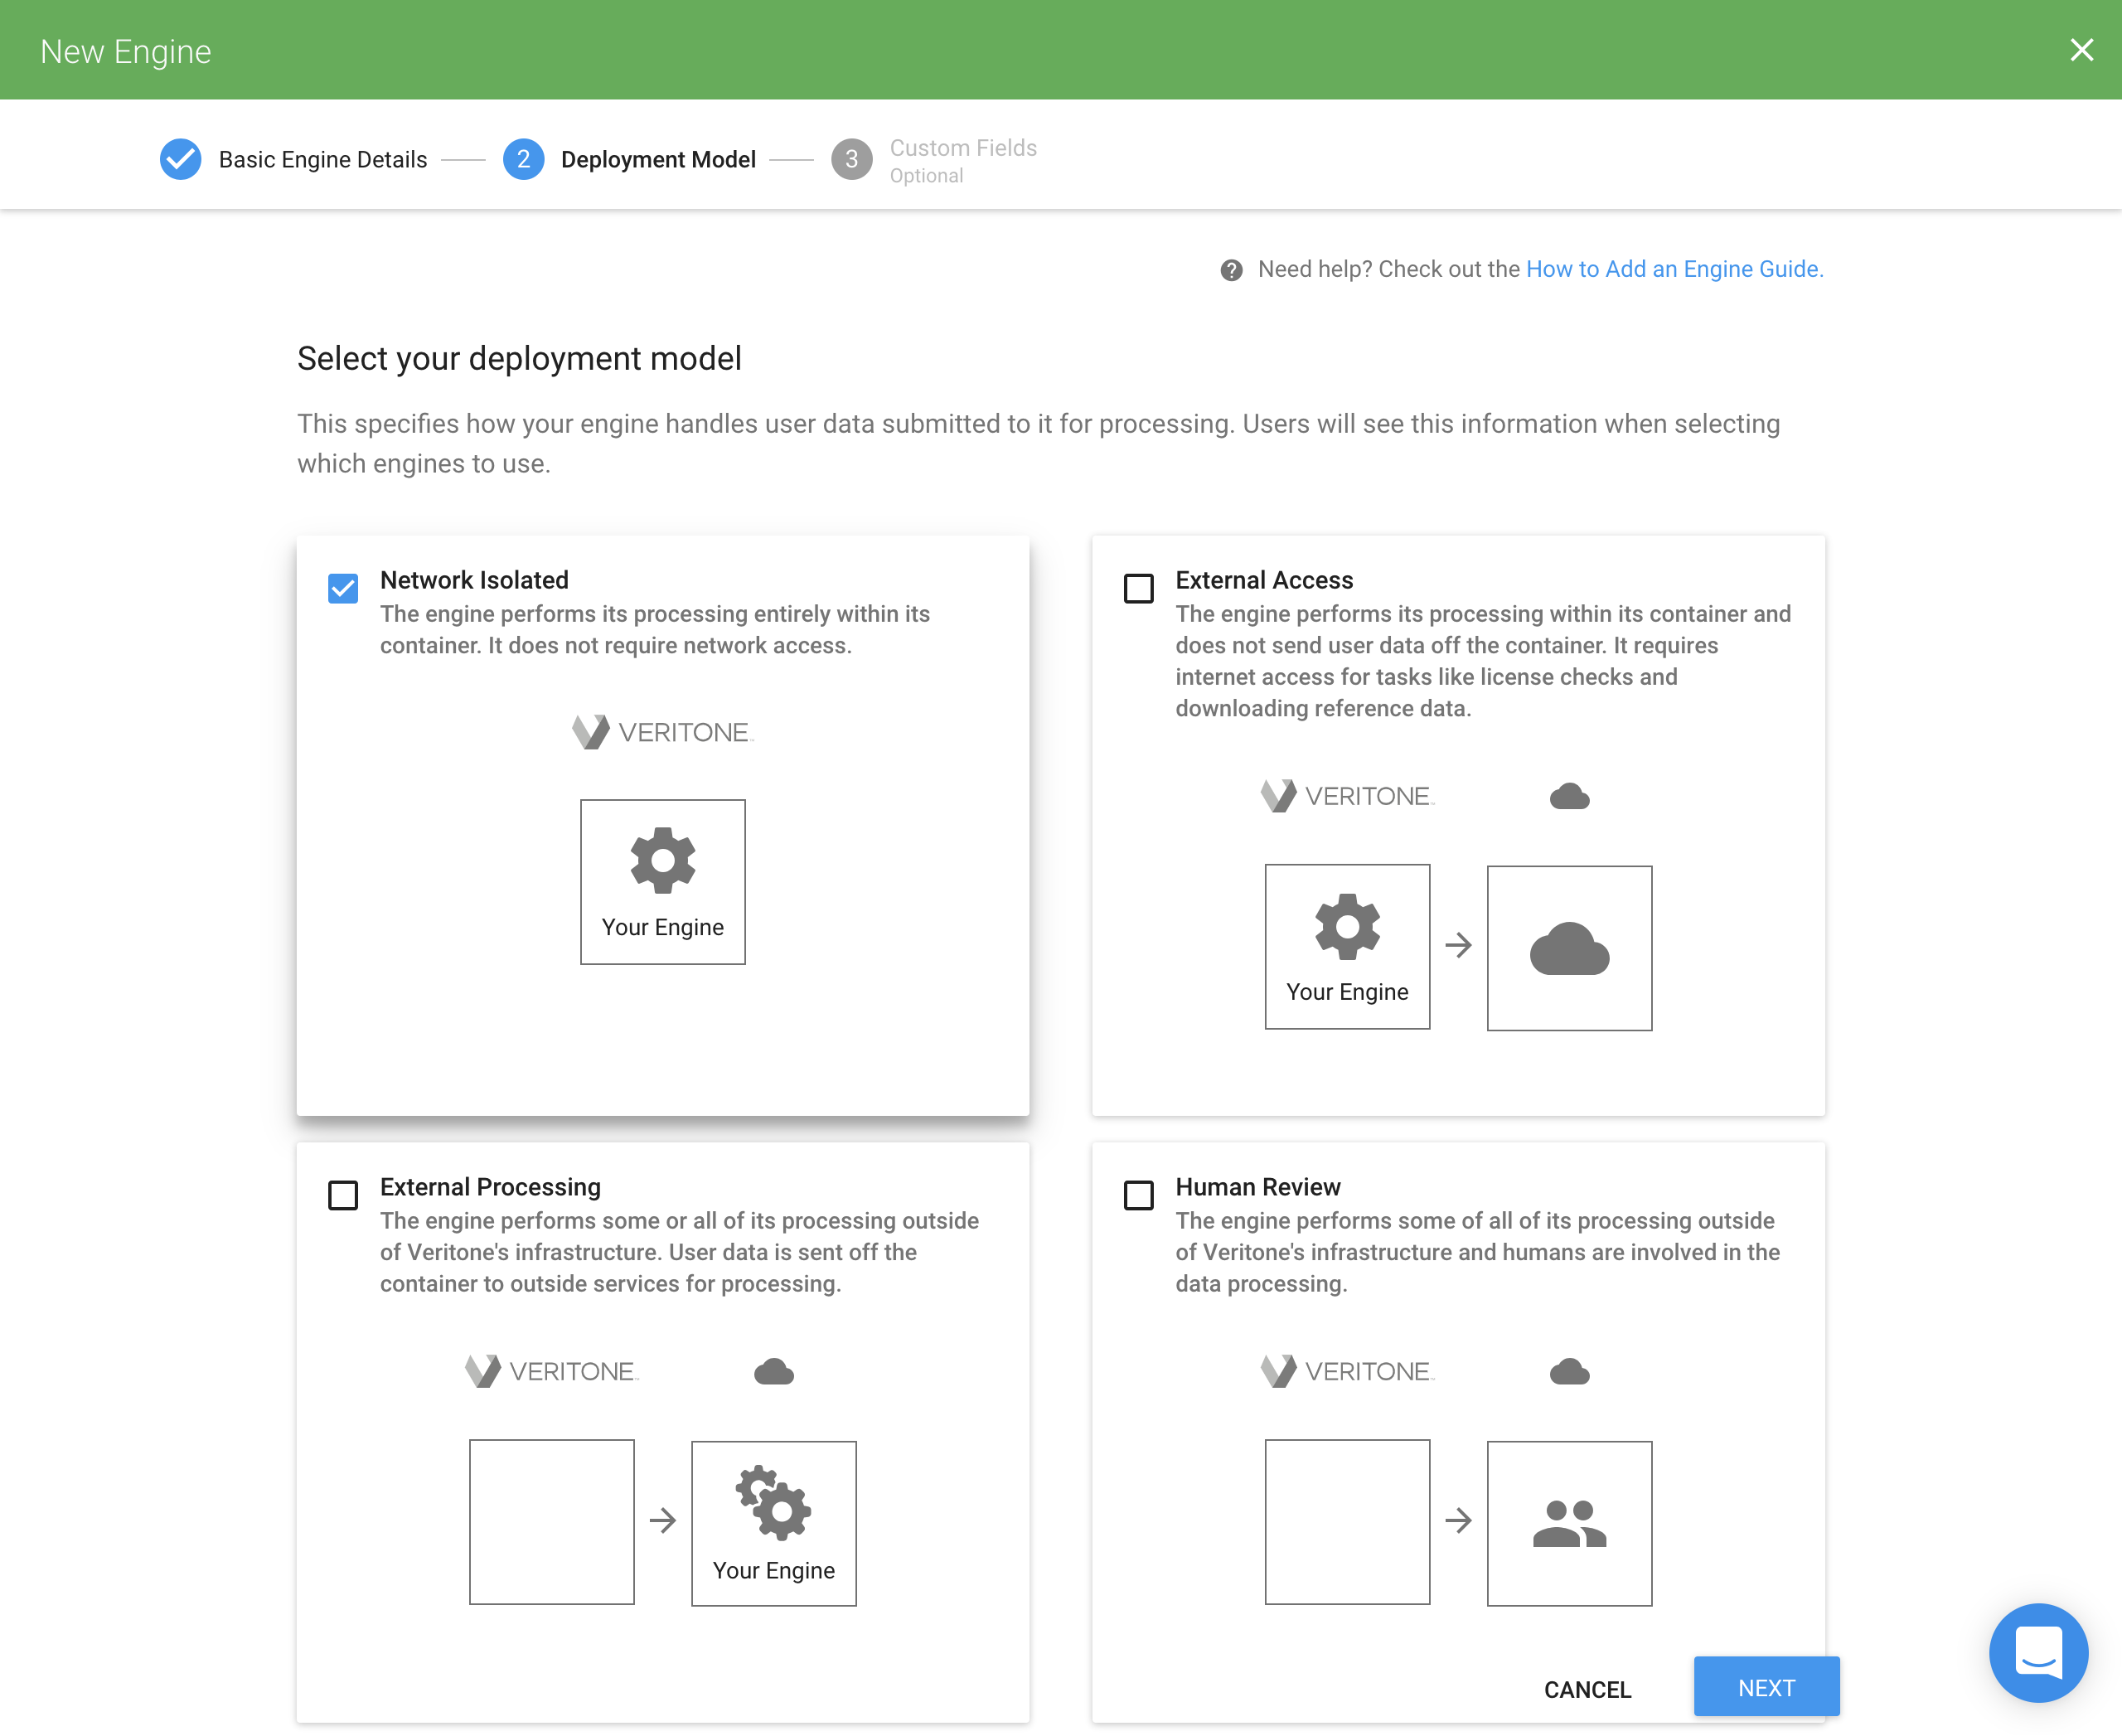 New Engine
Basic Engine Details
2
Deployment Model
3
Custom Fields
Optional
Need help? Check out the How to Add an Engine Guide.
Select your deployment model
This specifies how your engine handles user data submitted to it for processing. Users will see this information when selecting
which engines to use.
Network Isolated
The engine performs its processing entirely within its
container. It does not require network access.
VERITONE
Your Engine
External Access
The engine performs its processing within its container and
does not send user data off the container. It requires
internet access for tasks like license checks and
downloading reference data.
VERITONE
Your Engine
External Processing
The engine performs some or all of its processing outside
of Veritone's infrastructure. User data is sent off the
container to outside services for processing.
VERITONE
Your Engine
Human Review
The engine performs some of all of its processing outside
of Veritone's infrastructure and humans are involved in the
data processing.
VERITONE
CANCEL
NEXT